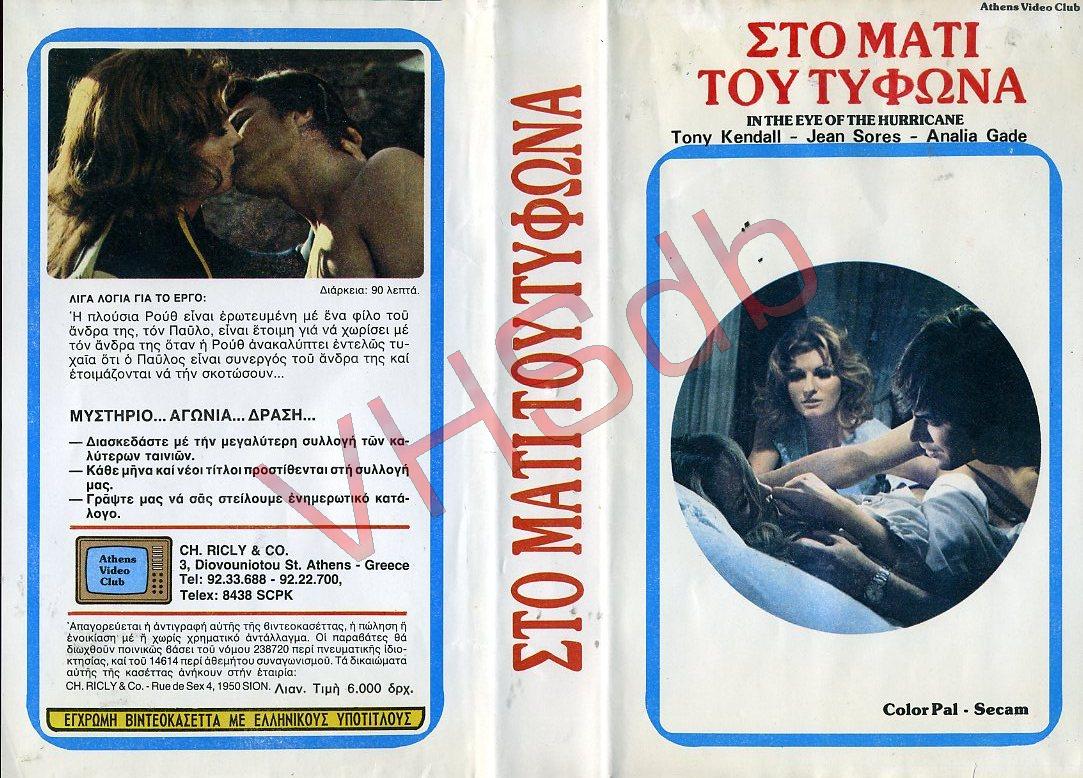 Athens Video Club
ΣΤΟ ΜΑΤΙ
ΤΟΥ ΤΥΦΩΝΑ
IN THE EYE OF THE HURRICANE
Tony Kendall - Jean Sores - Analia Gade
Color Pal - Secam
ΣΤΟ ΜΑΤΙ ΤΟΥ ΤΥΦΩΝΑ
Διάρκεια: 90 λεπτά.
ΛΙΓΑ ΛΟΓΙΑ ΓΙΑ ΤΟ ΕΡΓΟ:
Ἡ πλούσια Ρούθ εἶναι ἐρωτευμένη μέ ἕνα φίλο τοῦ
ἄνδρα της, τόν Παῦλο, εἶναι ἕτοιμη γιά νά χωρίσει μέ
τόν ἄνδρα της ὅταν ἡ Ρούθ ἀνακαλύπτει ἐντελῶς τυ-
χαῖα ὅτι ὁ Παῦλος εἶναι συνεργός τοῦ ἄνδρα της καί
ἑτοιμάζονται νά τήν σκοτώσουν...
ΜΥΣΤΗΡΙΟ... ΑΓΩΝΙΑ... ΔΡΑΣΗ...
— Διασκεδάστε μέ τήν μεγαλύτερη συλλογή τῶν κα-
λύτερων ταινιῶν.
— Κάθε μῆνα καί νέοι τίτλοι προστίθενται στή συλλογή
μας.
— Γράψτε μας νά σᾶς στείλουμε ἐνημερωτικό κατά-
λογο.
Athens
Video
Club
CH. RICLY & CO.
3, Diovouniotou St. Athens - Greece
Tel: 92.33.688 - 92.22.700,
Telex: 8438 SCPK
Ἀπαγορεύεται ἡ ἀντιγραφή αὐτῆς τῆς βιντεοκασέττας, ἡ πώληση ἤ
ἐνοικίαση μέ ἤ χωρίς χρηματικό ἀντάλλαγμα. Οἱ παραβάτες θά
διωχθοῦν ποινικῶς βάσει τοῦ νόμου 238720 περί πνευματικῆς ἰδιο-
κτησίας, καί τοῦ 14614 περί ἀθεμήτου συναγωνισμοῦ. Τά δικαιώματα
αὐτῆς τῆς κασέττας ἀνήκουν στήν ἑταιρία:
CH. RICLY & Co. - Rue de Sex 4, 1950 SION. Λιαν. Τιμή 6.000 δρχ.
ΕΓΧΡΩΜΗ ΒΙΝΤΕΟΚΑΣΕΤΤΑ ΜΕ ΕΛΛΗΝΙΚΟΥΣ ΥΠΟΤΙΤΛΟΥΣ
VHSdb